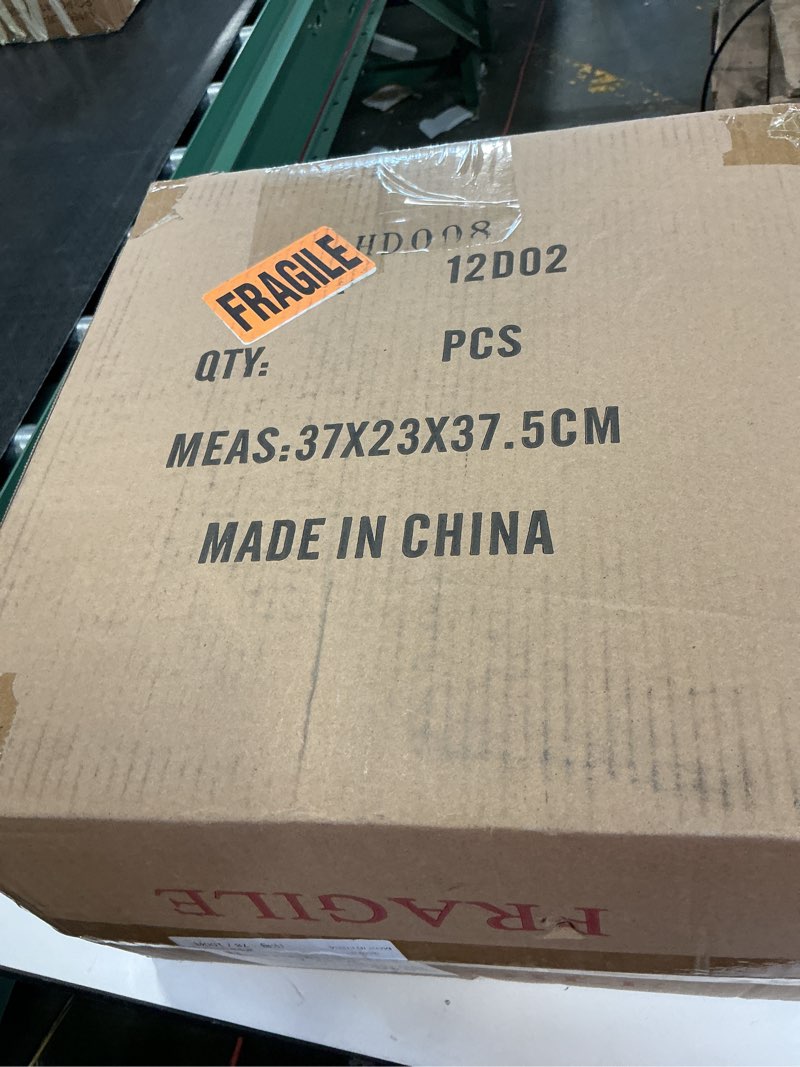 HD008
12D02
FRAGILE
QTY: PCS
MEAS:37X23X37.5CM
MADE IN CHINA
FRAGILE